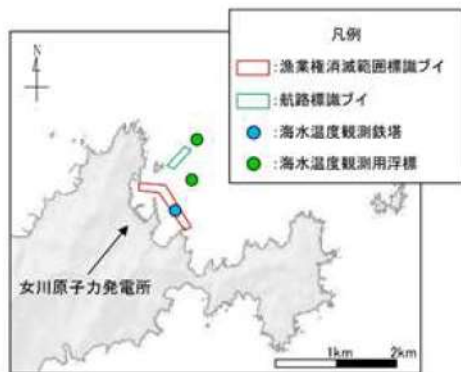 凡例
:漁業権消滅範囲標識ブイ
:航路標識ブイ
:海水温度観測鉄塔
:海水温度観測用浮標
N
女川原子力発電所
1km
2km